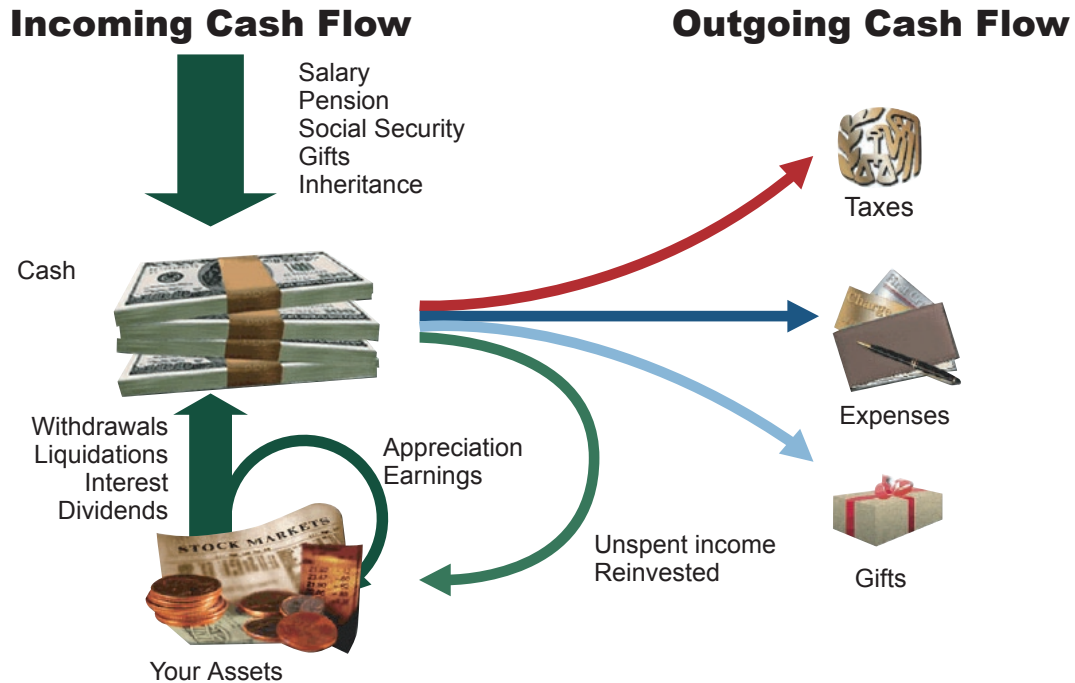 Incoming Cash Flow
Outgoing Cash Flow
Salary
Pension
Social Security
Gifts
Inheritance
Taxes
Cash
Charge
Expenses
Withdrawals
Liquidations
Interest
Dividends
Appreciation
Earnings
STOCK MARKETS
Unspent income
Reinvested
Gifts
Your Assets